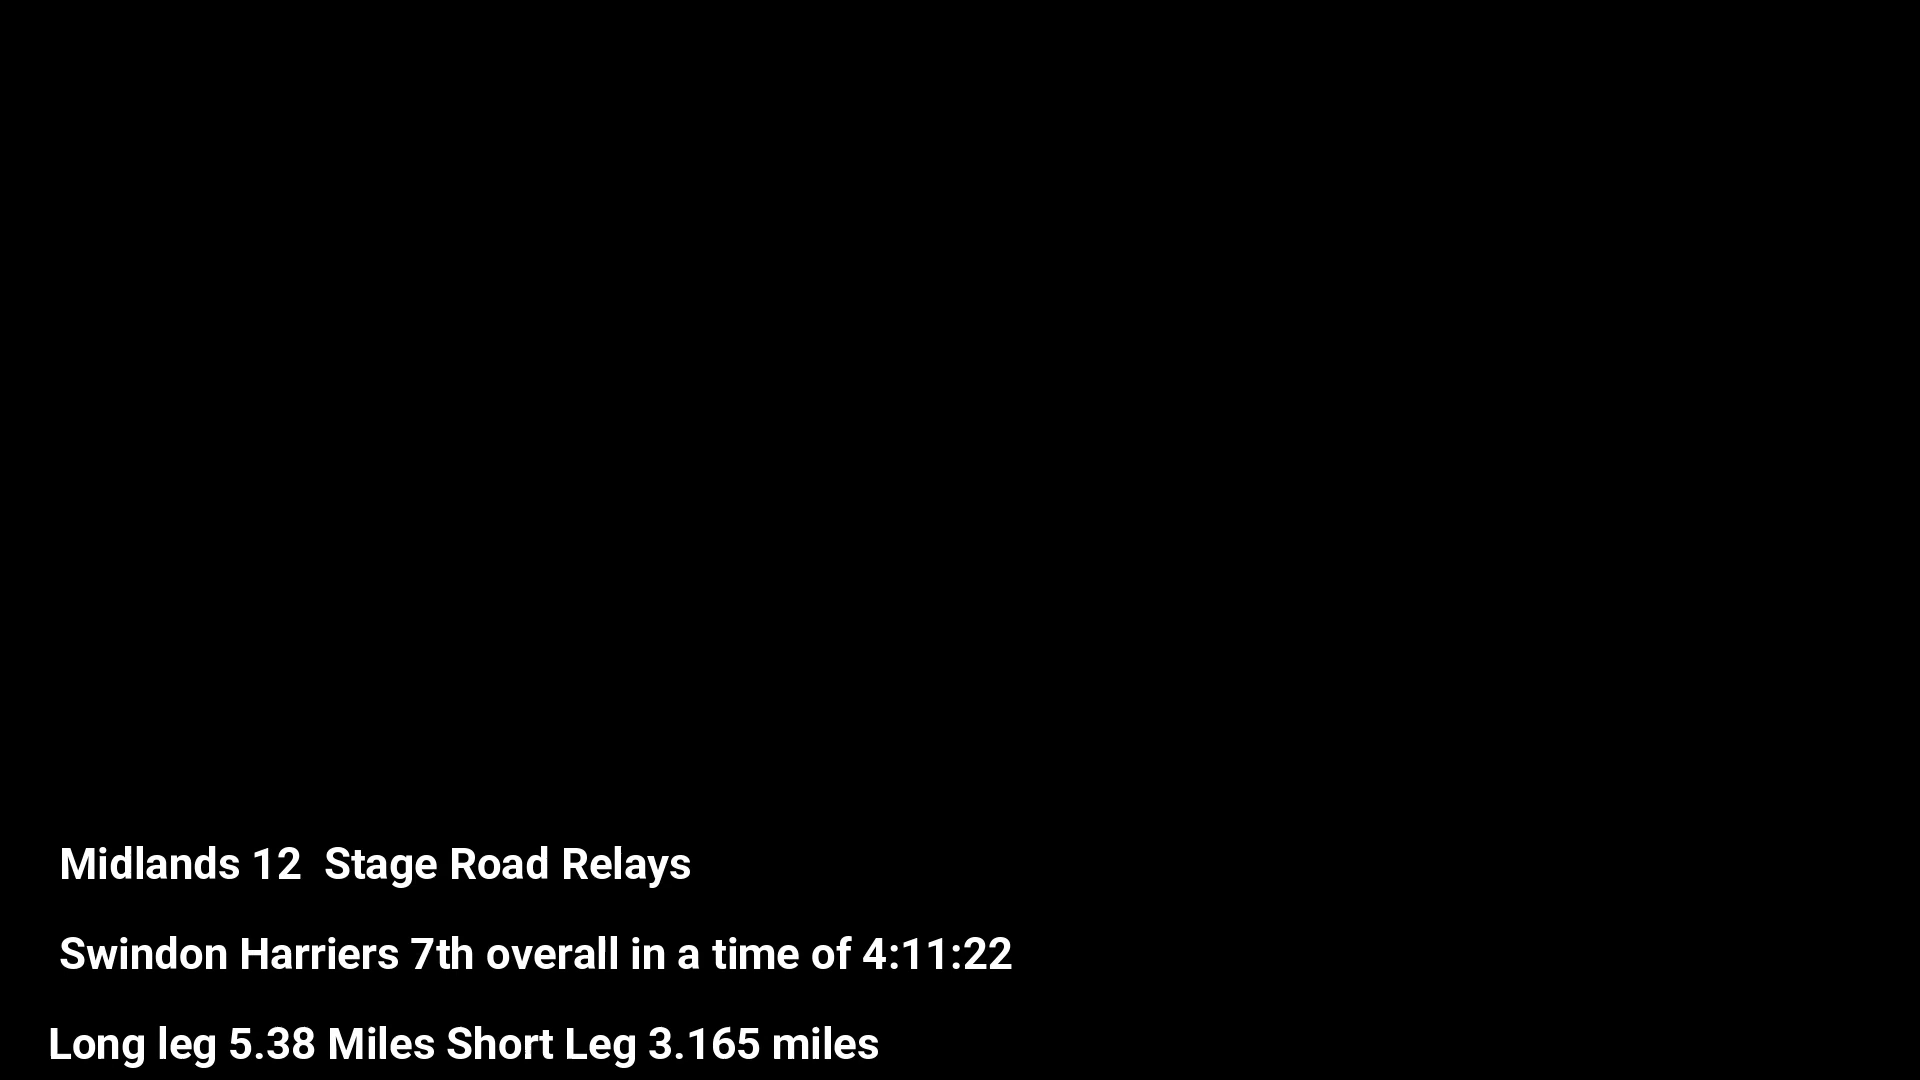 Midlands 12  Stage Road Relays
Swindon Harriers 7th overall in a time of 4:11:22
Long leg 5.38 Miles Short Leg 3.165 miles